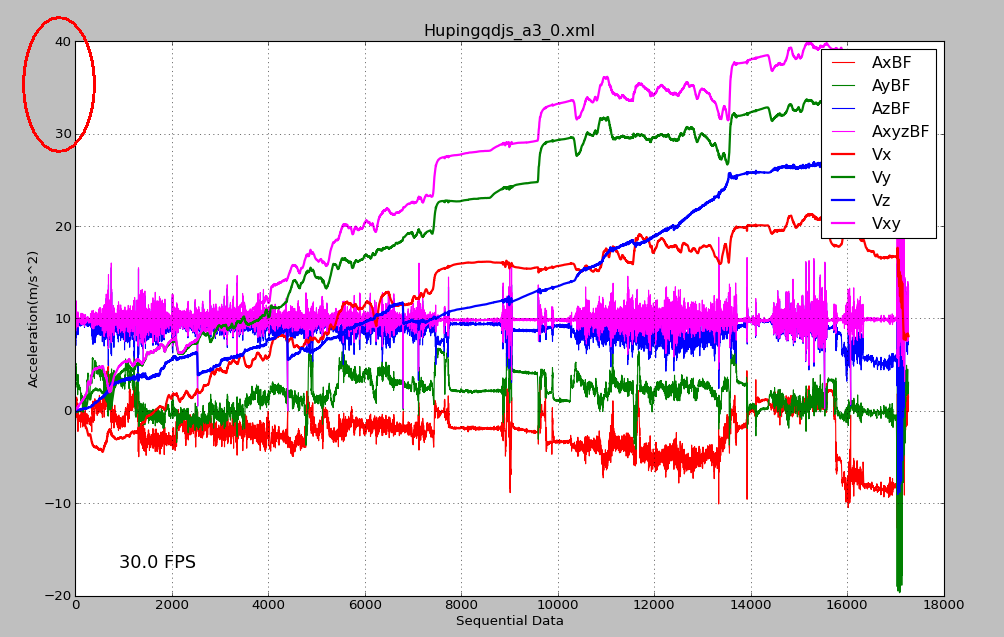 Hupingqdjs_a3_0.xml
40
30
20
10
0
−10
−20
Acceleration(m/s^2)
AxBF
AyBF
AzBF
AxyzBF
Vx
Vy
Vz
Vxy
30.0 FPS
0 2000 4000 6000 8000 10000 12000 14000 16000 18000
Sequential Data